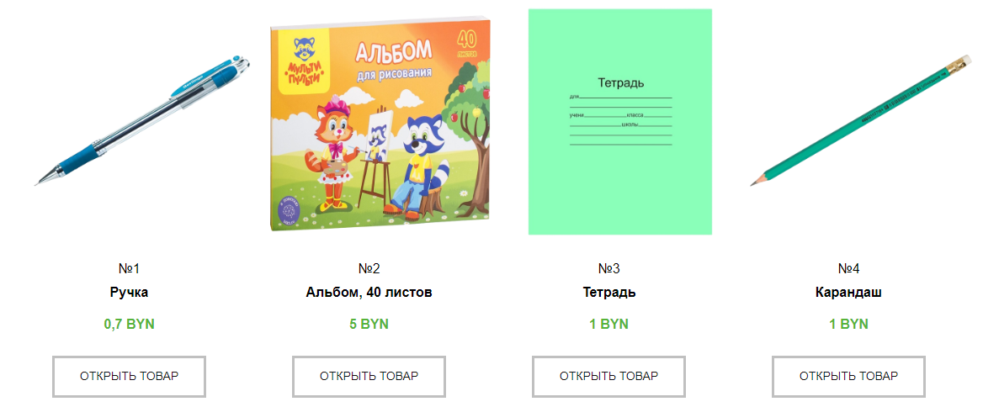 МУЛЬТИ
ПУЛЬТИ
АЛЬБОМ
для рисования
40
листов
Тетрадь
для
учени класса
школы
№1
Ручка
0,7 BYN
ОТКРЫТЬ ТОВАР
№2
Альбом, 40 листов
5 BYN
ОТКРЫТЬ ТОВАР
№3
Тетрадь
1 BYN
ОТКРЫТЬ ТОВАР
№4
Карандаш
1 BYN
ОТКРЫТЬ ТОВАР